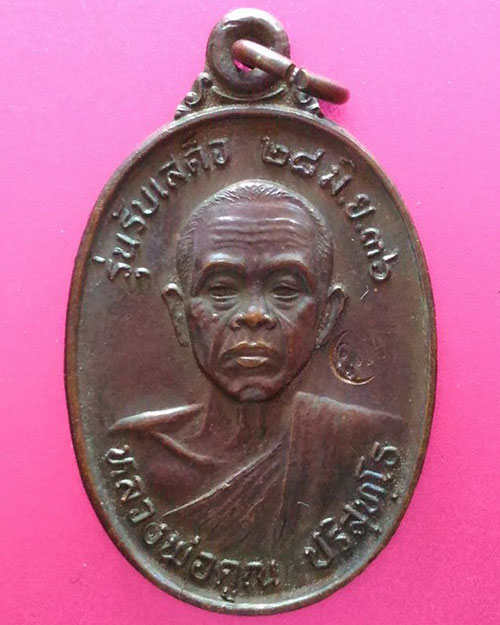 รุ่นรับเสด็จ ๒๘ มิ.ย.๓๖
หลวงพ่อคูณ ปริสุทฺโธ